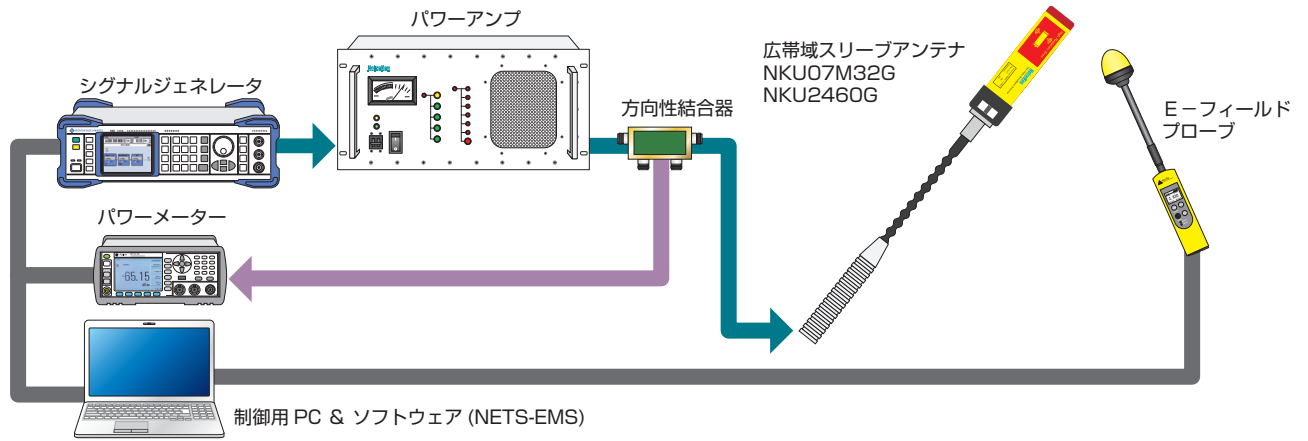 パワーアンプ
シグナルジェネレータ
広帯域スリーブアンテナ
NKU07M32G
NKU2460G
方向性結合器
E−フィールド
プローブ
パワーメーター
-65.15
制御用 PC & ソフトウェア (NETS-EMS)